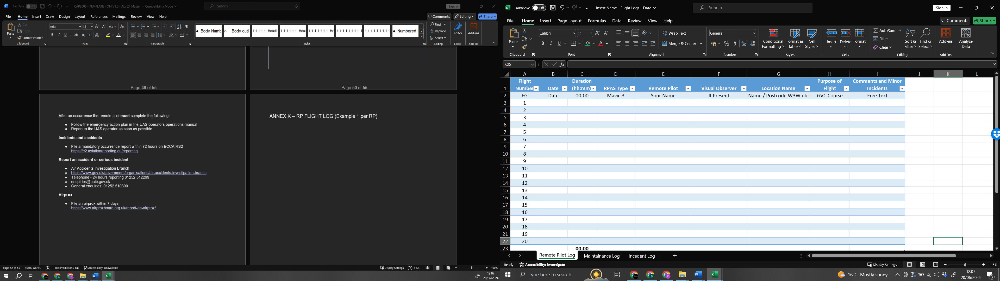 AutoSave Off CAP2606 - TEMPLATE - OM V1.0 - Apr 24 Master - Compatibility Mode Search Sign in
File Home Insert Draw Design Layout References Mailings Review View Help Comments Editing Share
Paste Cut Copy Format Painter Arial 18 Aa
Body Numb Body outli 1.1.1.1.1 Headi 1.1.1.1.1 Hea 1.1.1.1.1.1.1 He 1.1.1.1.1.1.1 1.1.1.1.1.1.1.1 Numbered
Find Replace Select Editor Add-ins
Clipboard Font Paragraph Styles Editing Editor Add-ins
Page 49 of 55
Page 50 of 55
After an occurrence the remote pilot must complete the following:
Follow the emergency action plan in the UAS operators operations manual
Report to the UAS operator as soon as possible
Incidents and accidents
File a mandatory occurrence report within 72 hours on ECCAIRS2
https://e2.aviationreporting.eu/reporting
Report an accident or serious incident
Air Accidents Investigation Branch
https://www.gov.uk/government/organisations/air-accidents-investigation-branch
Telephone - 24 hours reporting 01252 512299
enquiries@aaib.gov.uk
General enquiries: 01252 510300
Airprox
File an airprox within 7 days
https://www.airproxboard.org.uk/report-an-airprox/
ANNEX K – RP FLIGHT LOG (Example 1 per RP)
Page 52 of 55 15600 words Text Predictions: On Accessibility: Unavailable Display Settings Focus 100%
12:07
20/06/2024
AutoSave Off Insert Name - Flight Logs - Date Search Sign in
File Home Insert Page Layout Formulas Data Review View Help Comments Share
Paste Calibri 11 Wrap Text General AutoSum
B I U Merge & Center Fill
Conditional Formatting Format as Table Cell Styles Insert Delete Format Clear Sort & Filter Find & Select Add-ins Analyze Data
Clipboard Font Alignment Number Styles Cells Editing Add-ins
K22 fx
A B C D E F G H I J K L
1 Flight Number Date Duration (hh:mm) RPAS Type Remote Pilot Visual Observer Location Name Purpose of Flight Comments and Minor Incidents
2 EG Date 00:00 Mavic 3 Your Name If Present Name / Postcode W3W etc GVC Course Free Text
3 1
4 2
5 3
6 4
7 5
8 6
9 7
10 8
11 9
12 10
13 11
14 12
15 13
16 14
17 15
18 16
19 17
20 18
21 19
22 20
23 00:00
Remote Pilot Log Maintainance Log Incedent Log
Ready Accessibility: Investigate Display Settings 115%
Type here to search 16°C Mostly sunny 12:07
20/06/2024 3